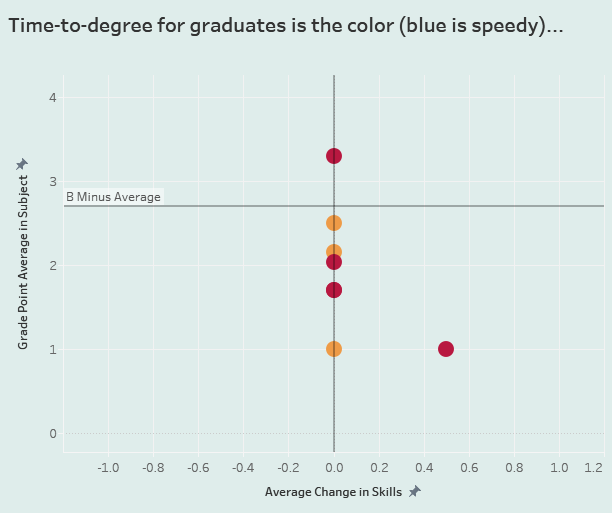 Time-to-degree for graduates is the color (blue is speedy)...
4
3
B Minus Average
2
1
0
Grade Point Average in Subject
-1.0 -0.8 -0.6 -0.4 -0.2 0.0 0.2 0.4 0.6 0.8 1.0 1.2
Average Change in Skills